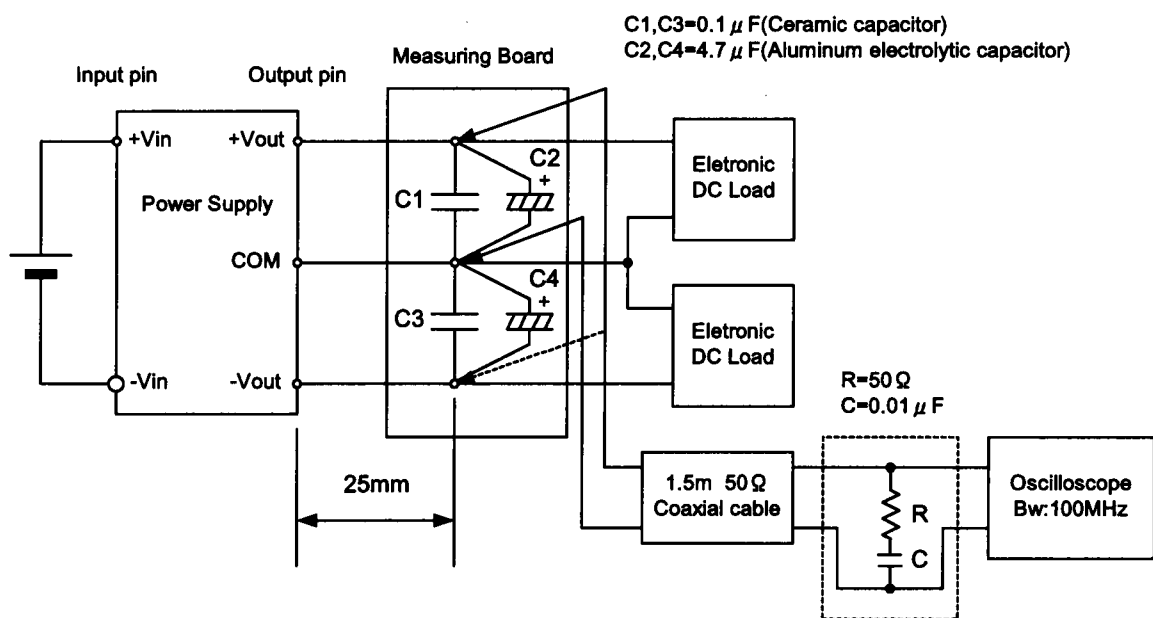 C1,C3=0.1 μ F(Ceramic capacitor)
C2,C4=4.7 μ F(Aluminum electrolytic capacitor)
Measuring Board
Input pin
Output pin
+Vin
+Vout
C2
+
Eletronic
DC Load
C1
Power Supply
COM
C4
+
C3
Eletronic
DC Load
-Vin
-Vout
R=50Ω
C=0.01 μ F
25mm
1.5m 50Ω
Coaxial cable
R
C
Oscilloscope
Bw:100MHz